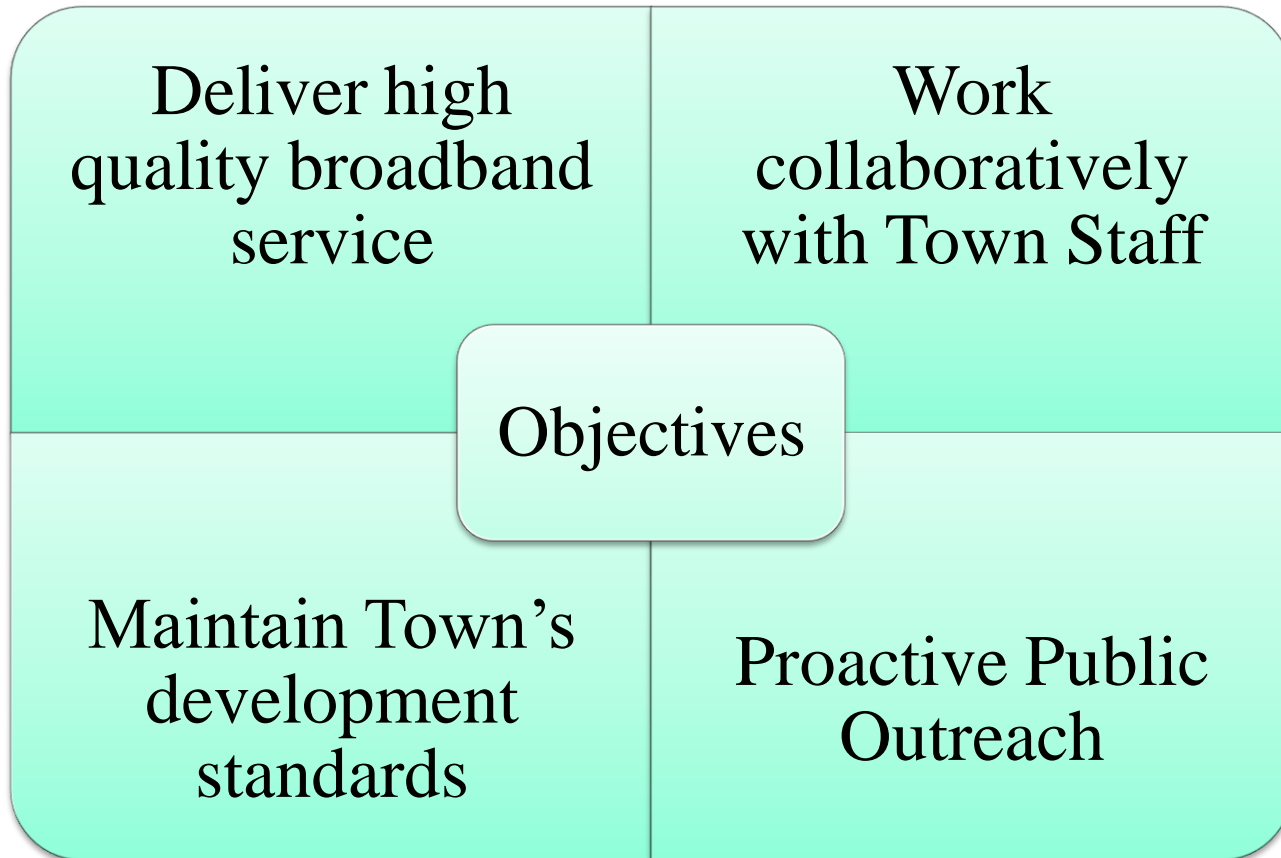 Deliver high
quality broadband
service
Work
collaboratively
with Town Staff
Objectives
Maintain Town’s
development
standards
Proactive Public
Outreach